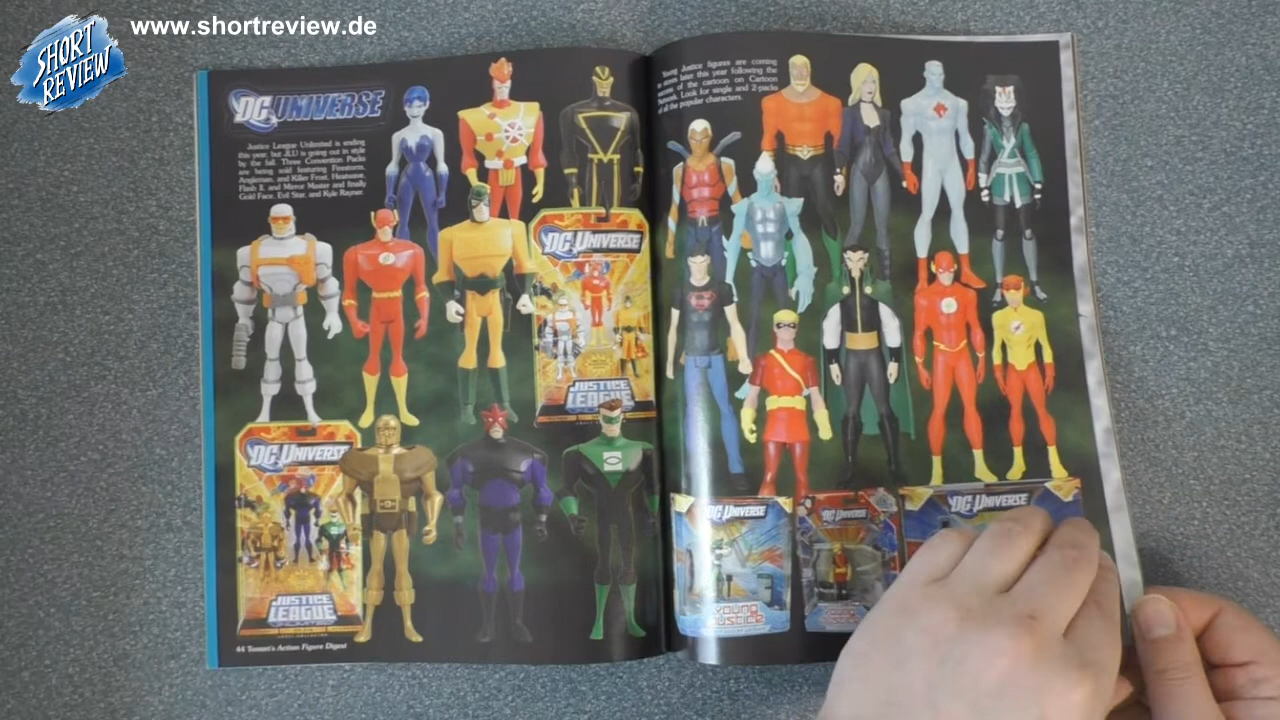 SHORT
REVIEW
www.shortreview.de
DC UNIVERSE
Justice League Unlimited is ending
this year, but JLU is going out in style
by the fall. Three Convention Packs
are being sold featuring Firestorm,
Angleman, and Killer Frost, Heatwave,
Flash II, and Mirror Master and finally
Gold Face, Evil Star, and Kyle Rayner.
Young Justice figures are coming
to stores later this year following the
success of the cartoon on Cartoon
Network. Look for single and 2-packs
of all the popular characters.
DC UNIVERSE
JUSTICE
LEAGUE
DC UNIVERSE
JUSTICE
LEAGUE
UNLIMITED
DC UNIVERSE
YOUNG
JUSTICE
DC UNIVERSE
DC UNIVERSE
44 Tomart's Action Figure Digest